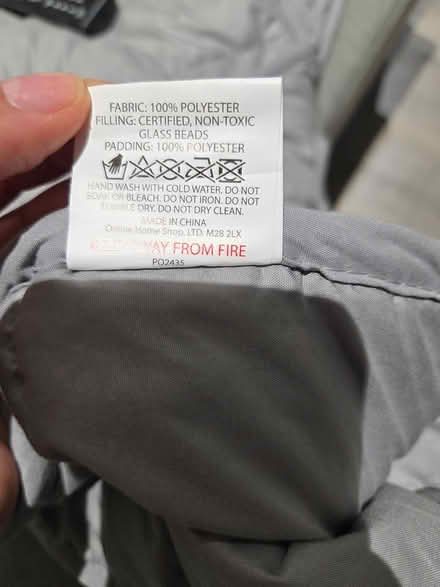 FABRIC: 100% POLYESTER
FILLING: CERTIFIED, NON-TOXIC
GLASS BEADS
PADDING: 100% POLYESTER
HAND WASH WITH COLD WATER. DO NOT
SOAK OR BLEACH. DO NOT IRON. DO NOT
TUMBLE DRY. DO NOT DRY CLEAN.
MADE IN CHINA
Online Home Shop, LTD. M28 2LX
KEEP AWAY FROM FIRE
PO2435